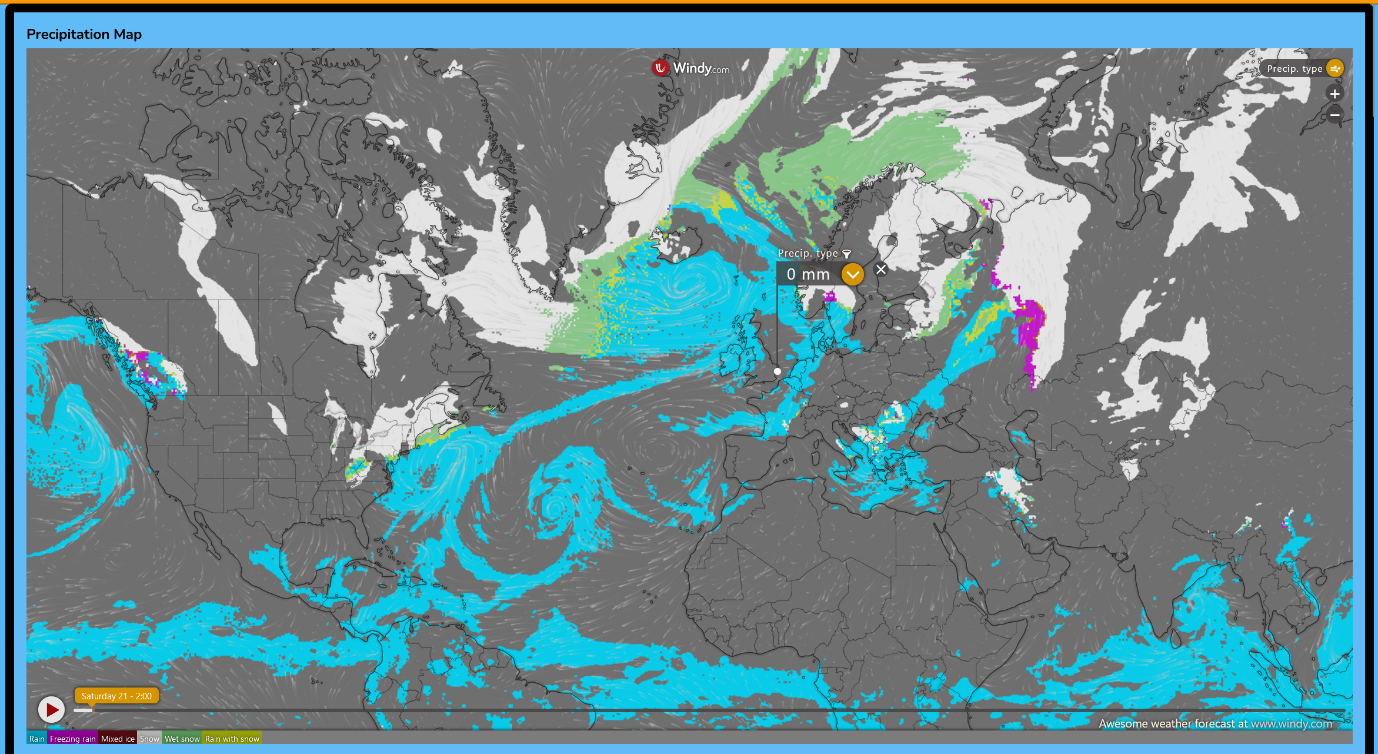 Precipitation Map
Windy.com
Precip. type
+
−
Precip. type
0 mm
Saturday 21 - 2:00
Awesome weather forecast at www.windy.com
Rain Freezing rain Mixed ice Snow Wet snow Rain with snow